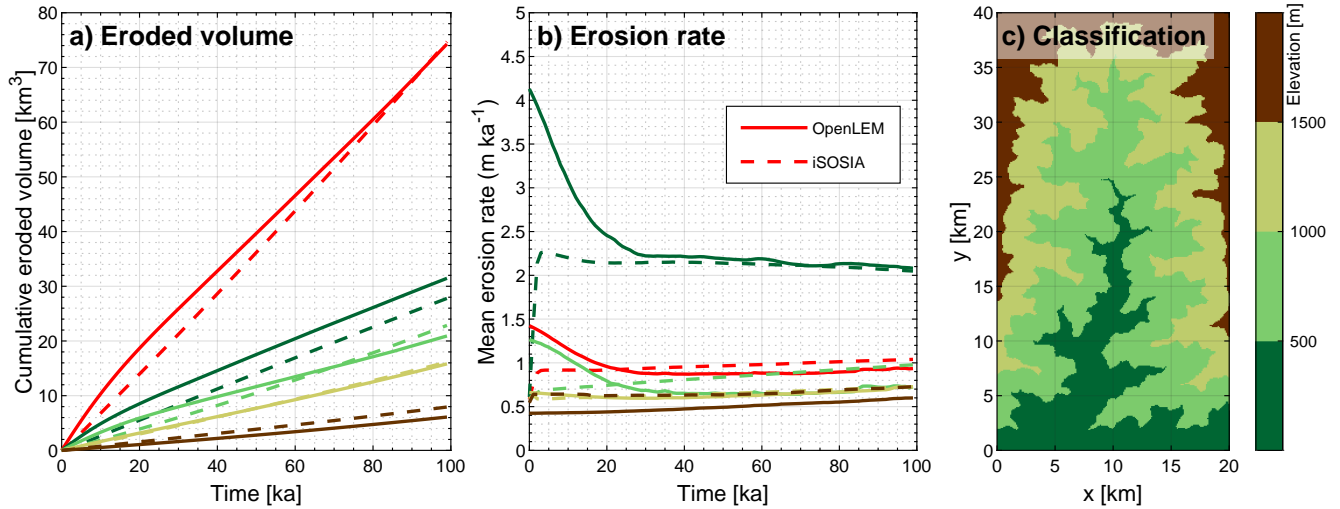 a) Eroded volume
Cumulative eroded volume [km3]
80
70
60
50
40
30
20
10
0
0 20 40 60 80 100
Time [ka]
b) Erosion rate
Mean erosion rate (m ka-1]
5
4.5
4
3.5
3
2.5
2
1.5
1
0.5
0
0 20 40 60 80 100
Time [ka]
OpenLEM
iSOSIA
c) Classification
y [km]
40
35
30
25
20
15
10
5
0
0 5 10 15 20
x [km]
Elevation [m]
1500
1000
500